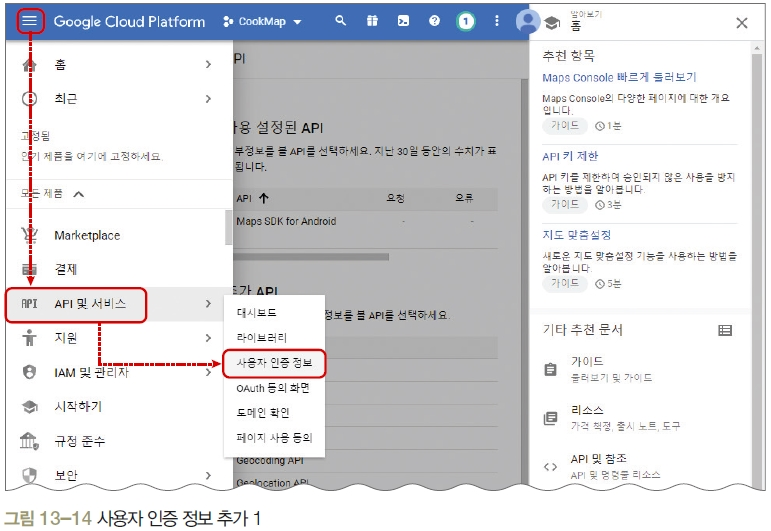 Google Cloud Platform
CookMap
1
홈
최근
고정됨
인기 제품을 여기에 고정하세요.
모든 제품
Marketplace
결제
API API 및 서비스
지원
IAM 및 관리자
시작하기
규정 준수
보안
PI
사용 설정된 API
부정보를 볼 API를 선택하세요. 지난 30일 동안의 수치가 표
됩니다.
API
요청
오류
Maps SDK for Android
-
-
추가 API
정보를 볼 API를 선택하세요.
대시보드
라이브러리
사용자 인증 정보
OAuth 동의 화면
도메인 확인
페이지 사용 동의
Geocoding API
Geolocation API
알아보기
홈
추천 항목
Maps Console 빠르게 둘러보기
Maps Console의 다양한 페이지에 대한 개요
입니다.
가이드 1분
API 키 제한
API 키를 제한하여 승인되지 않은 사용을 방지
하는 방법을 알아봅니다.
가이드 3분
지도 맞춤설정
새로운 지도 맞춤설정 기능을 사용하는 방법을
알아봅니다.
가이드 5분
기타 추천 문서
가이드
둘러보기 및 가이드
리소스
가격 책정, 출시 노트, 도구
API 및 참조
API 및 명령줄 리소스
그림 13-14 사용자 인증 정보 추가 1